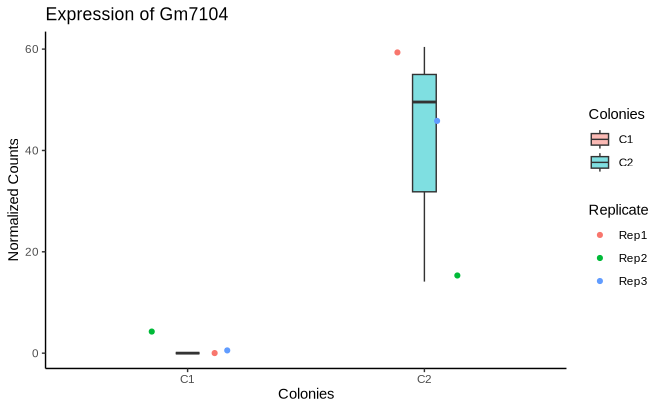 Expression of Gm7104
60
40
20
0
Normalized Counts
C1
C2
Colonies
Colonies
C1
C2
Replicate
Rep1
Rep2
Rep3